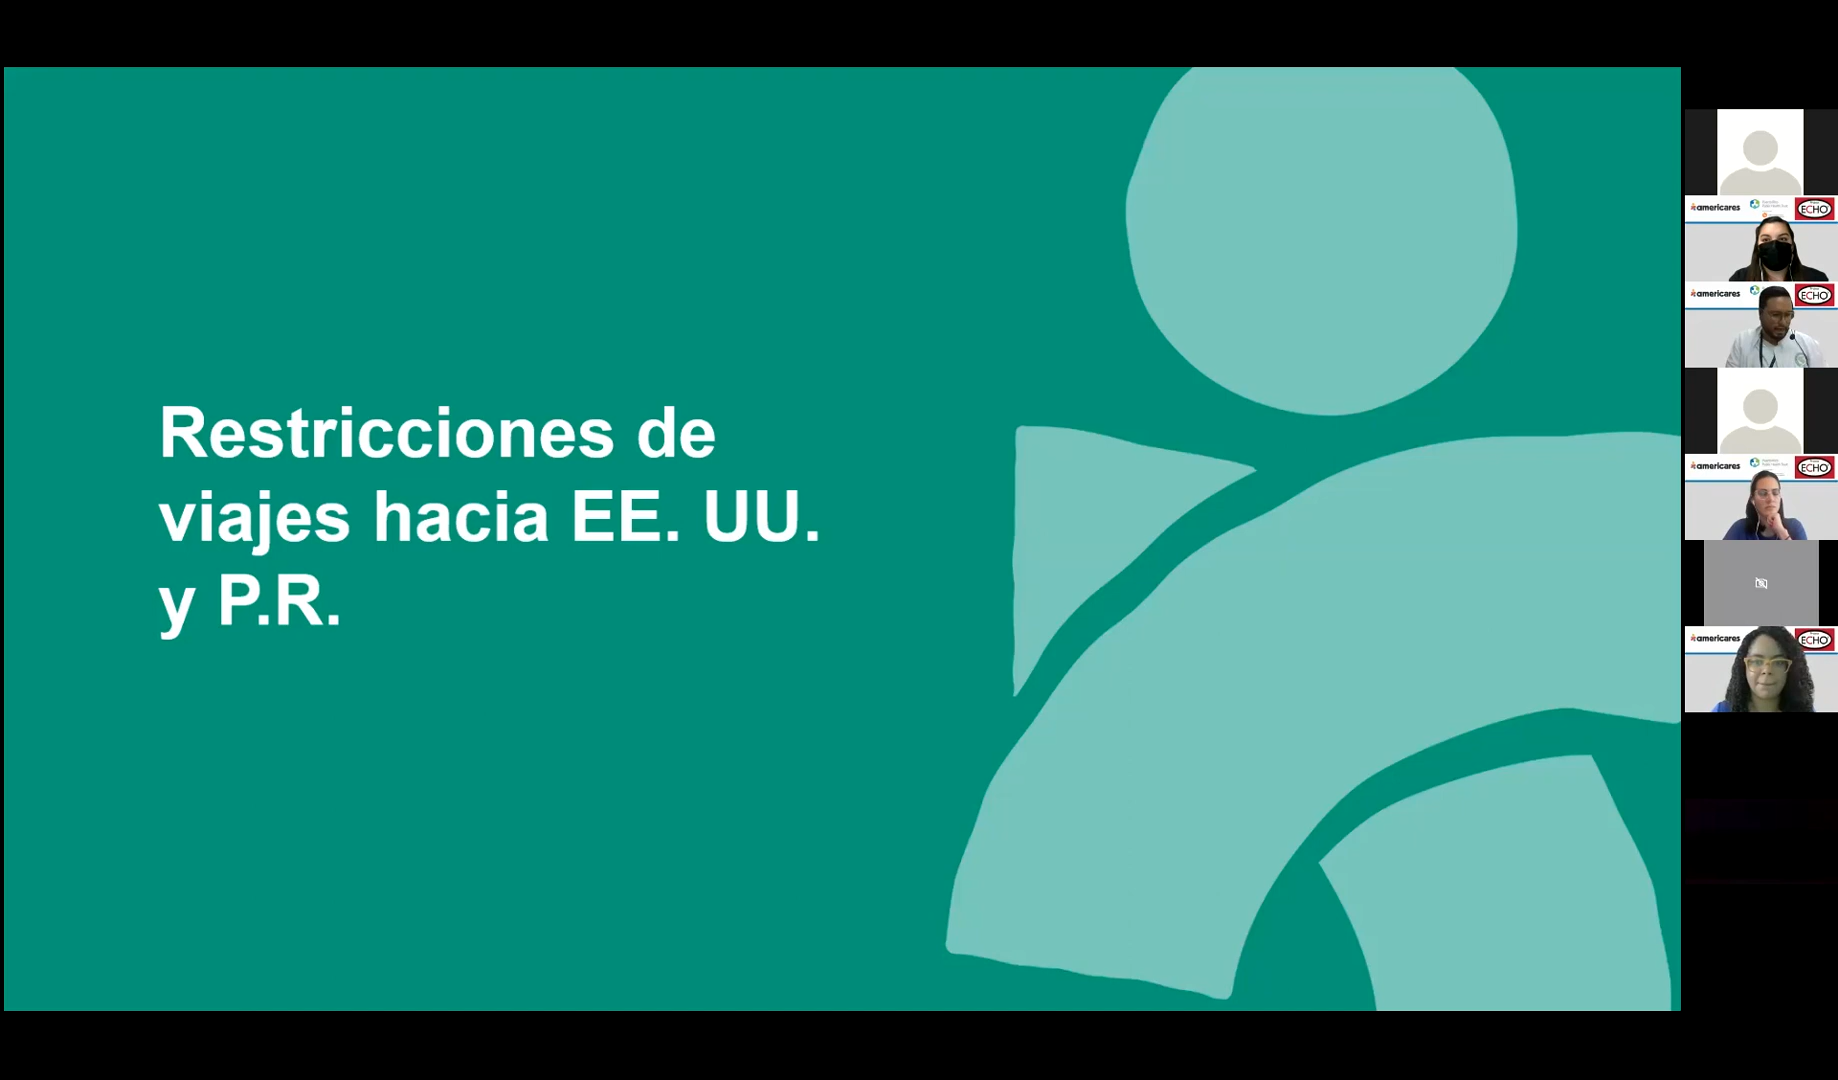 Restricciones de
viajes hacia EE. UU.
y P.R.
americares
ECHO
americares
ECHO
americares
ECHO
americares
ECHO